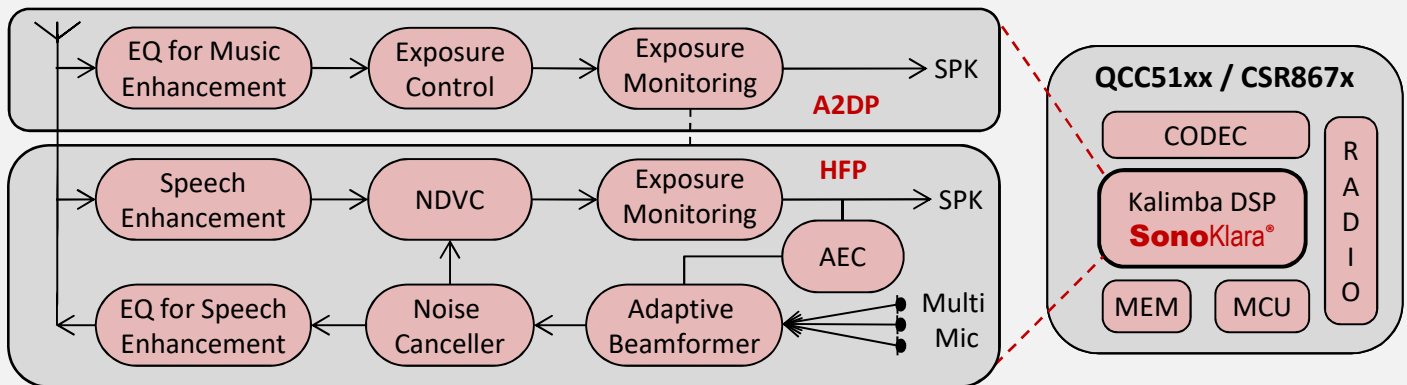 EQ for Music
Enhancement
Exposure
Control
Exposure
Monitoring
SPK
A2DP
Speech
Enhancement
NDVC
Exposure
Monitoring
HFP
SPK
AEC
EQ for Speech
Enhancement
Noise
Canceller
Adaptive
Beamformer
Multi
Mic
QCC51xx / CSR867x
CODEC
Kalimba DSP
SonoKlara®
MEM
MCU
R
A
D
I
O